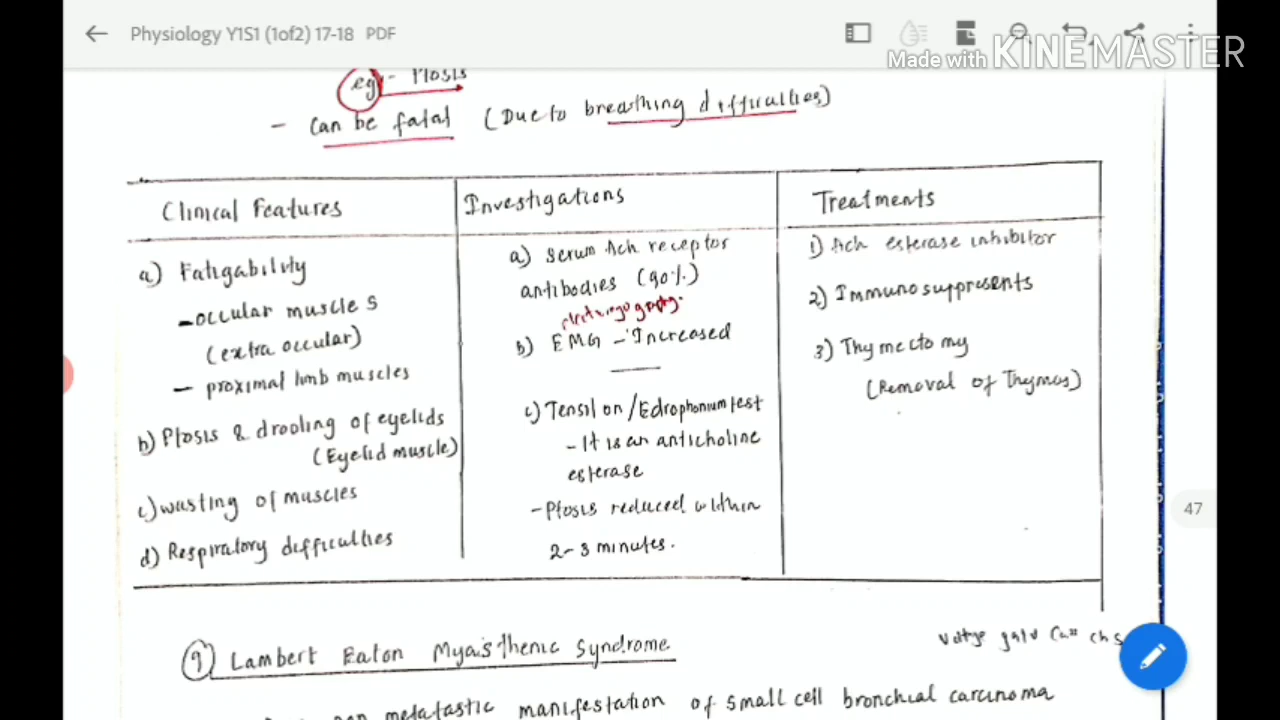 Physiology Y1S1 (1of2) 17-18 PDF
Made with KINEMASTER
eg - Ptosis
- can be fatal (Due to breathing difficulties)
Clinical Features
a) Fatigability
- occular muscles
(extra occular)
- proximal limb muscles
b) Ptosis & drooling of eyelids
(Eyelid muscle)
c) wasting of muscles
d) Respiratory difficulties
Investigations
a) serum Ach receptor
antibodies (90%)
b) EMG - Increased
c) Tensilon/Edrophonium test
- It is an anticholine
esterase
- Ptosis reduced within
2-3 minutes.
Treatments
1) Ach esterase inhibitor
2) Immunosuppresents
3) Thymectomy
(Removal of Thymus)
47
9) Lambert Eaton Myasthenic Syndrome
Ca++ chs
non metatastic manifestation of small cell bronchial carcinoma